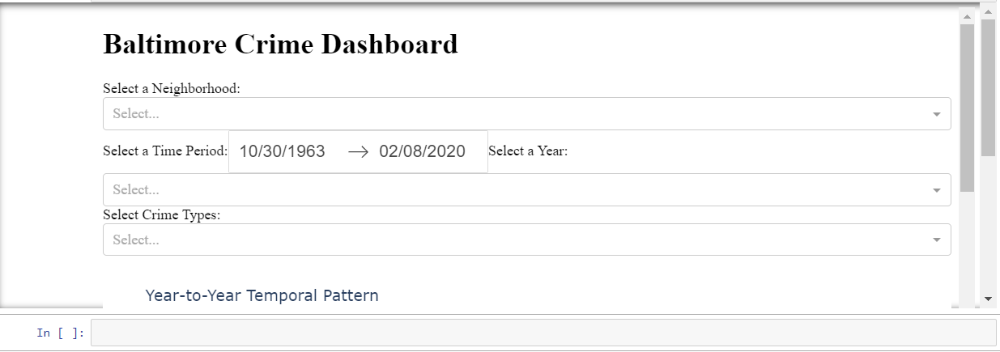 Baltimore Crime Dashboard
Select a Neighborhood:
Select...
Select a Time Period: 10/30/1963 → 02/08/2020 Select a Year:
Select...
Select Crime Types:
Select...
Year-to-Year Temporal Pattern
In [ ]: